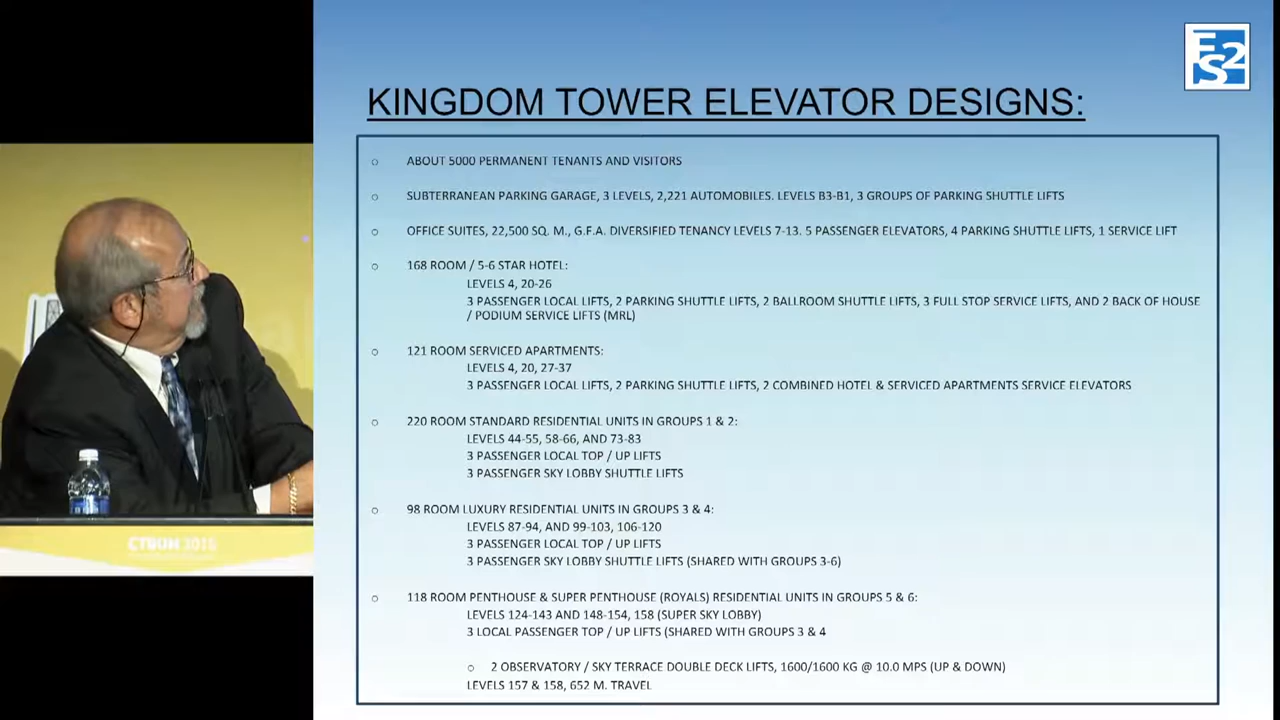 FS2
KINGDOM TOWER ELEVATOR DESIGNS:
ABOUT 5000 PERMANENT TENANTS AND VISITORS
SUBTERRANEAN PARKING GARAGE, 3 LEVELS, 2,221 AUTOMOBILES. LEVELS B3-B1, 3 GROUPS OF PARKING SHUTTLE LIFTS
OFFICE SUITES, 22,500 SQ. M., G.F.A. DIVERSIFIED TENANCY LEVELS 7-13. 5 PASSENGER ELEVATORS, 4 PARKING SHUTTLE LIFTS, 1 SERVICE LIFT
168 ROOM / 5-6 STAR HOTEL:
LEVELS 4, 20-26
3 PASSENGER LOCAL LIFTS, 2 PARKING SHUTTLE LIFTS, 2 BALLROOM SHUTTLE LIFTS, 3 FULL STOP SERVICE LIFTS, AND 2 BACK OF HOUSE
/ PODIUM SERVICE LIFTS (MRL)
121 ROOM SERVICED APARTMENTS:
LEVELS 4, 20, 27-37
3 PASSENGER LOCAL LIFTS, 2 PARKING SHUTTLE LIFTS, 2 COMBINED HOTEL & SERVICED APARTMENTS SERVICE ELEVATORS
220 ROOM STANDARD RESIDENTIAL UNITS IN GROUPS 1 & 2:
LEVELS 44-55, 58-66, AND 73-83
3 PASSENGER LOCAL TOP / UP LIFTS
3 PASSENGER SKY LOBBY SHUTTLE LIFTS
98 ROOM LUXURY RESIDENTIAL UNITS IN GROUPS 3 & 4:
LEVELS 87-94, AND 99-103, 106-120
3 PASSENGER LOCAL TOP / UP LIFTS
3 PASSENGER SKY LOBBY SHUTTLE LIFTS (SHARED WITH GROUPS 3-6)
118 ROOM PENTHOUSE & SUPER PENTHOUSE (ROYALS) RESIDENTIAL UNITS IN GROUPS 5 & 6:
LEVELS 124-143 AND 148-154, 158 (SUPER SKY LOBBY)
3 LOCAL PASSENGER TOP / UP LIFTS (SHARED WITH GROUPS 3 & 4
2 OBSERVATORY / SKY TERRACE DOUBLE DECK LIFTS, 1600/1600 KG @ 10.0 MPS (UP & DOWN)
LEVELS 157 & 158, 652 M. TRAVEL
CTBUH 2015